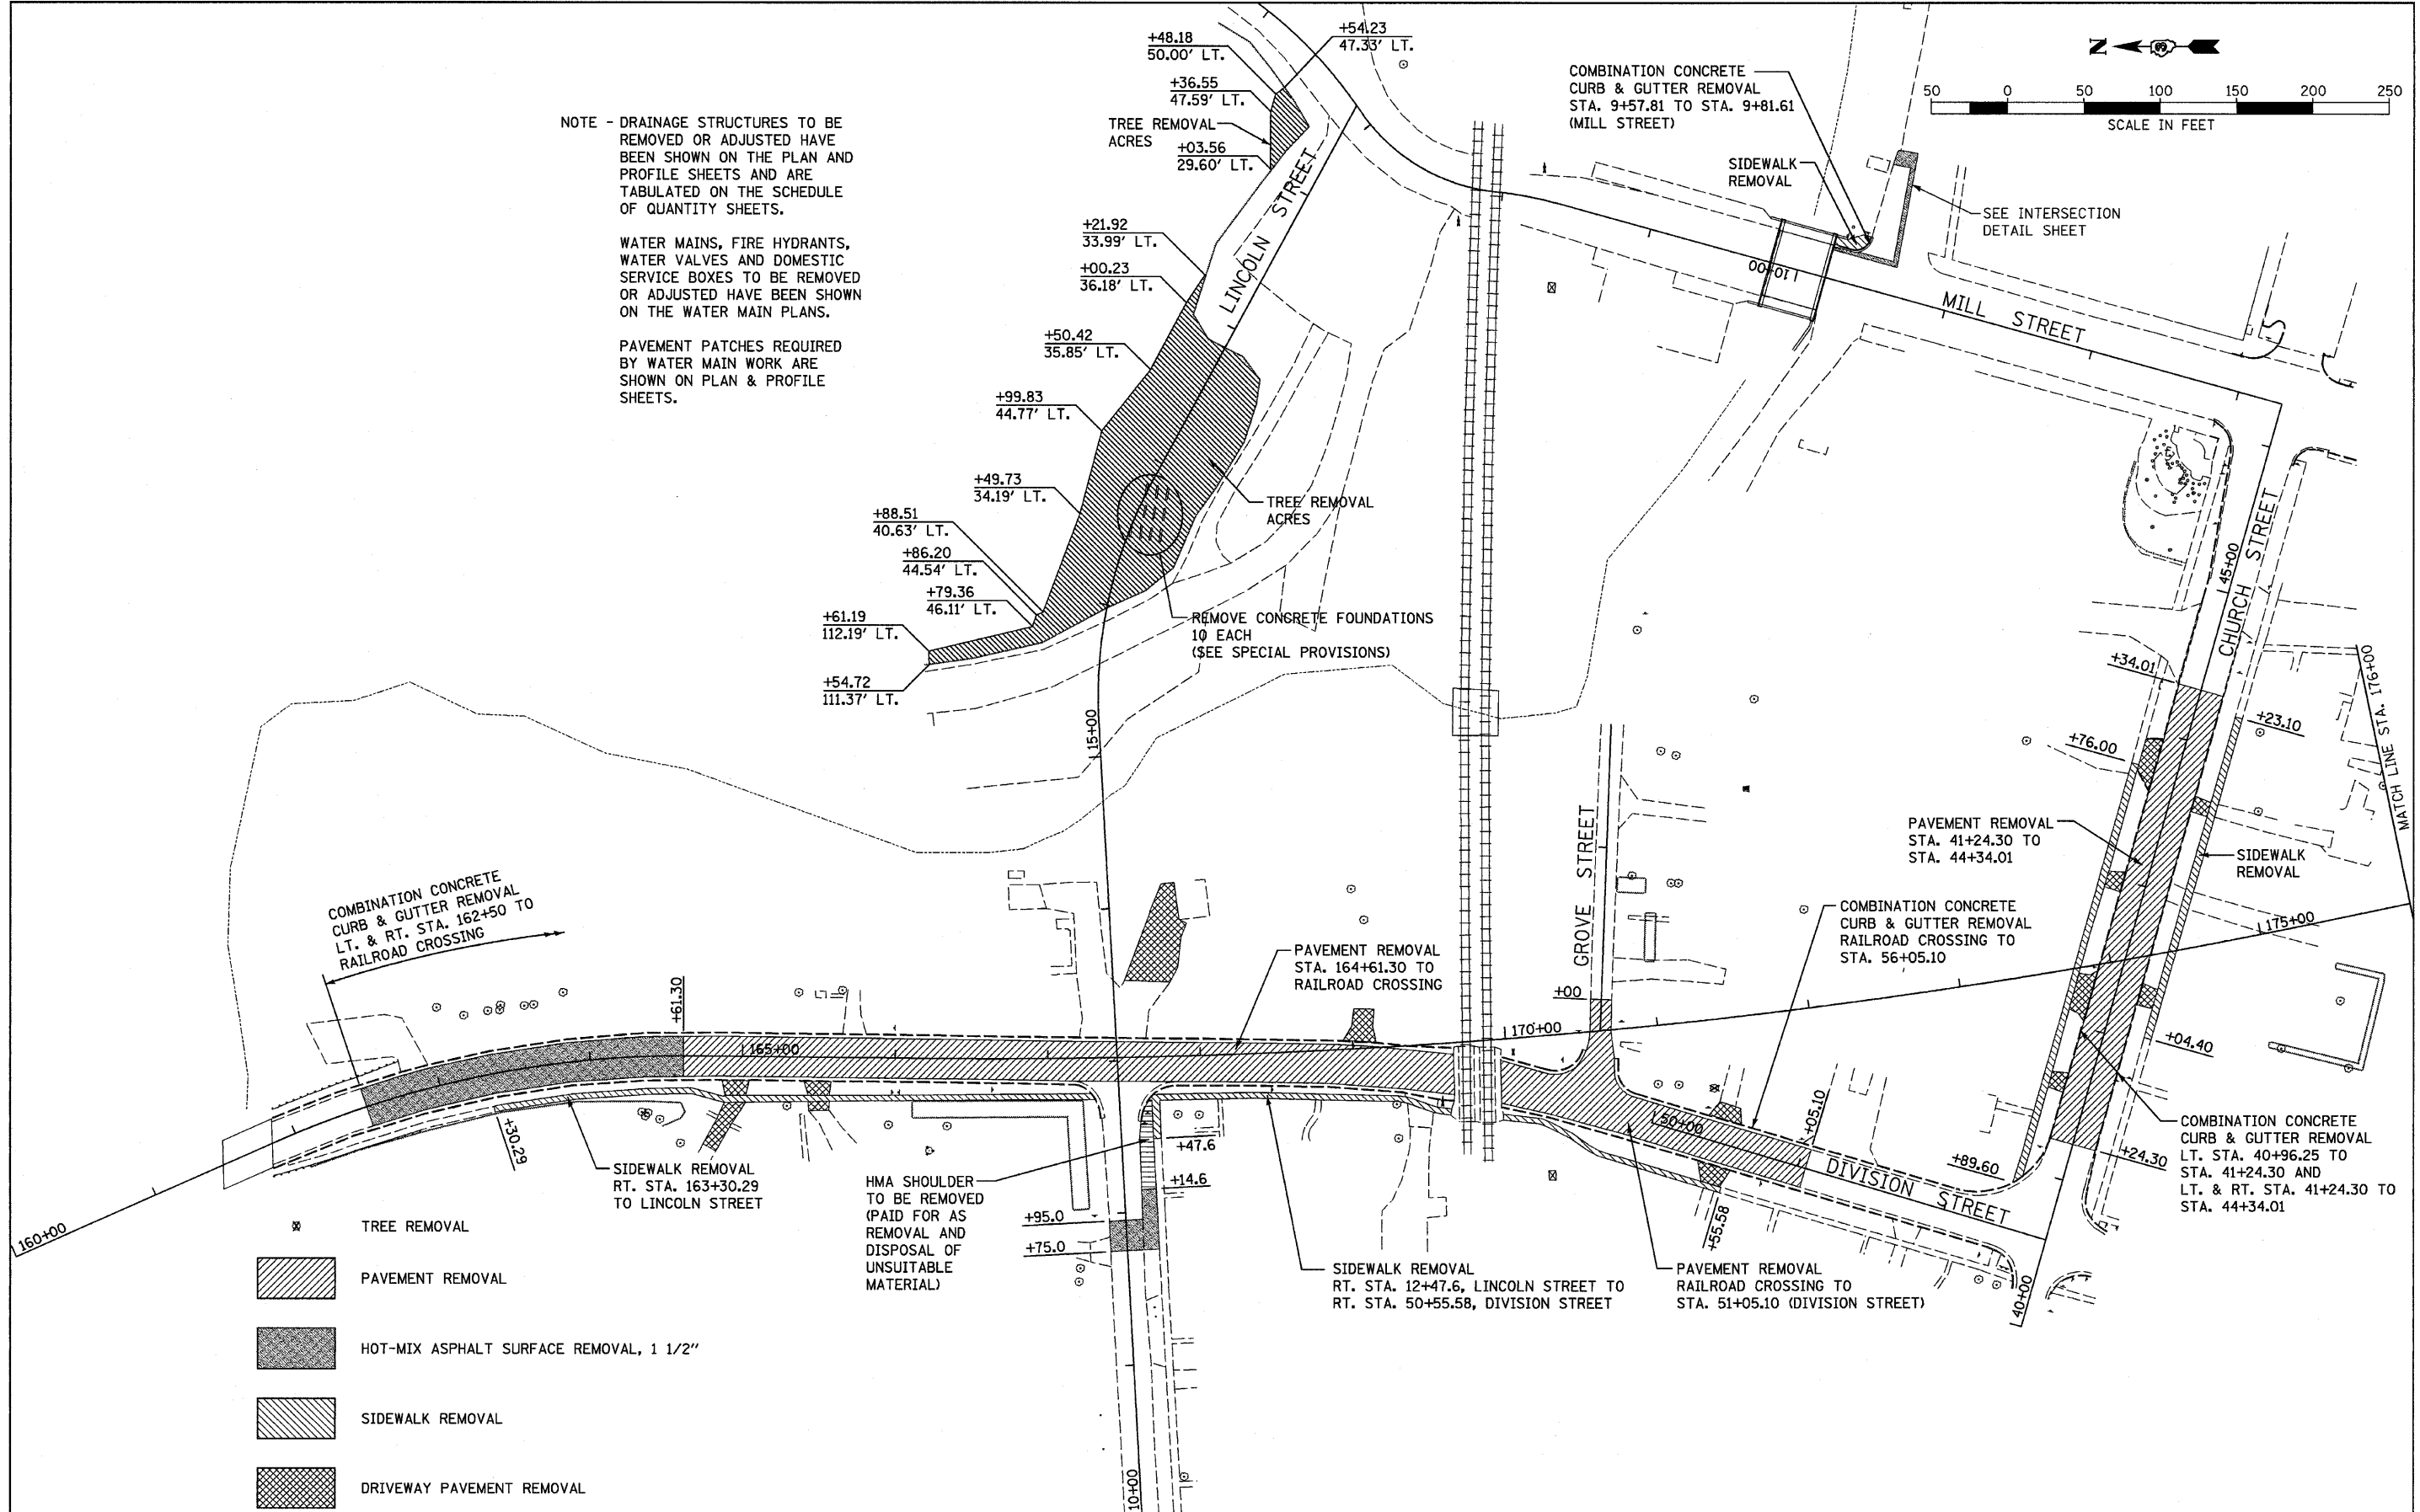 NOTE - DRAINAGE STRUCTURES TO BE
REMOVED OR ADJUSTED HAVE
BEEN SHOWN ON THE PLAN AND
PROFILE SHEETS AND ARE
TABULATED ON THE SCHEDULE
OF QUANTITY SHEETS.
WATER MAINS, FIRE HYDRANTS,
WATER VALVES AND DOMESTIC
SERVICE BOXES TO BE REMOVED
OR ADJUSTED HAVE BEEN SHOWN
ON THE WATER MAIN PLANS.
PAVEMENT PATCHES REQUIRED
BY WATER MAIN WORK ARE
SHOWN ON PLAN & PROFILE
SHEETS.
+54.23
47.33' LT.
+48.18
50.00' LT.
+36.55
47.59' LT.
TREE REMOVAL
ACRES
+03.56
29.60' LT.
+21.92
33.99' LT.
+00.23
36.18' LT.
+50.42
35.85' LT.
+99.83
44.77' LT.
+49.73
34.19' LT.
+88.51
40.63' LT.
+86.20
44.54' LT.
+79.36
46.11' LT.
+61.19
112.19' LT.
+54.72
111.37' LT.
LINCOLN STREET
TREE REMOVAL
ACRES
REMOVE CONCRETE FOUNDATIONS
10 EACH
(SEE SPECIAL PROVISIONS)
15+00
COMBINATION CONCRETE
CURB & GUTTER REMOVAL
STA. 9+57.81 TO STA. 9+81.61
(MILL STREET)
SIDEWALK
REMOVAL
N
50 0 50 100 150 200 250
SCALE IN FEET
SEE INTERSECTION
DETAIL SHEET
10+00
MILL STREET
45+00
CHURCH STREET
+34.01
+23.10
+76.00
MATCH LINE STA. 176+00
PAVEMENT REMOVAL
STA. 41+24.30 TO
STA. 44+34.01
SIDEWALK
REMOVAL
GROVE STREET
COMBINATION CONCRETE
CURB & GUTTER REMOVAL
RAILROAD CROSSING TO
STA. 56+05.10
175+00
COMBINATION CONCRETE
CURB & GUTTER REMOVAL
LT. & RT. STA. 162+50 TO
RAILROAD CROSSING
PAVEMENT REMOVAL
STA. 164+61.30 TO
RAILROAD CROSSING
+61.30
+00
170+00
165+00
+04.40
50+00
+05.10
+30.29
SIDEWALK REMOVAL
RT. STA. 163+30.29
TO LINCOLN STREET
+47.6
+14.6
HMA SHOULDER
TO BE REMOVED
(PAID FOR AS
REMOVAL AND
DISPOSAL OF
UNSUITABLE
MATERIAL)
+95.0
+75.0
DIVISION STREET
+89.60
+24.30
COMBINATION CONCRETE
CURB & GUTTER REMOVAL
LT. STA. 40+96.25 TO
STA. 41+24.30 AND
LT. & RT. STA. 41+24.30 TO
STA. 44+34.01
+55.58
SIDEWALK REMOVAL
RT. STA. 12+47.6, LINCOLN STREET TO
RT. STA. 50+55.58, DIVISION STREET
PAVEMENT REMOVAL
RAILROAD CROSSING TO
STA. 51+05.10 (DIVISION STREET)
40+00
160+00
TREE REMOVAL
PAVEMENT REMOVAL
HOT-MIX ASPHALT SURFACE REMOVAL, 1 1/2"
SIDEWALK REMOVAL
DRIVEWAY PAVEMENT REMOVAL
10+00